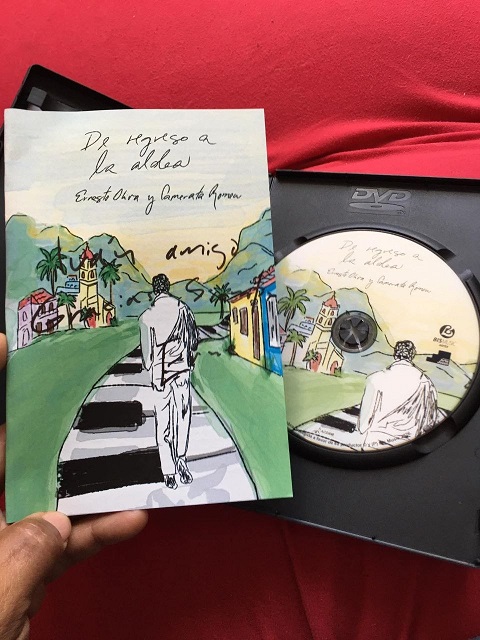 De regreso a
la aldea
Ernesto Oliva y Camerata Romeu
amigo
DVD
De regreso a
la aldea
Ernesto Oliva y Camerata Romeu